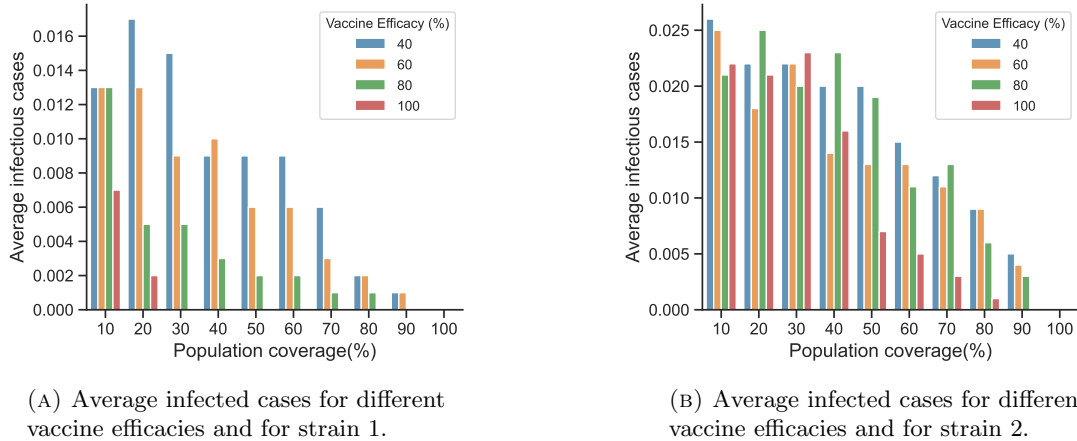 Average infectious cases
0.016
0.014
0.012
0.010
0.008
0.006
0.004
0.002
0.000
Vaccine Efficacy (%)
40
60
80
100
10 20 30 40 50 60 70 80 90 100
Population coverage(%)
(A) Average infected cases for different
vaccine efficacies and for strain 1.
Average infectious cases
0.025
0.020
0.015
0.010
0.005
0.000
Vaccine Efficacy (%)
40
60
80
100
10 20 30 40 50 60 70 80 90 100
Population coverage(%)
(B) Average infected cases for differen
vaccine efficacies and for strain 2.